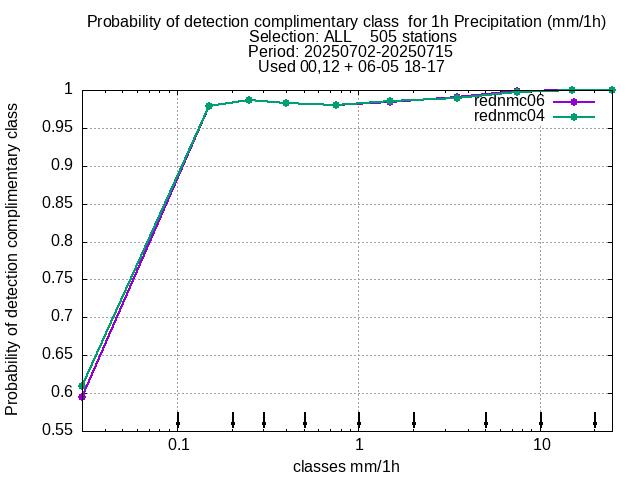 Probability of detection complimentary class  for 1h Precipitation (mm/1h)
Selection: ALL    505 stations
Period: 20250702-20250715
Used 00,12 + 06-05 18-17
rednmc06
rednmc04
Probability of detection complimentary class
1
0.95
0.9
0.85
0.8
0.75
0.7
0.65
0.6
0.55
0.1
1
10
classes mm/1h